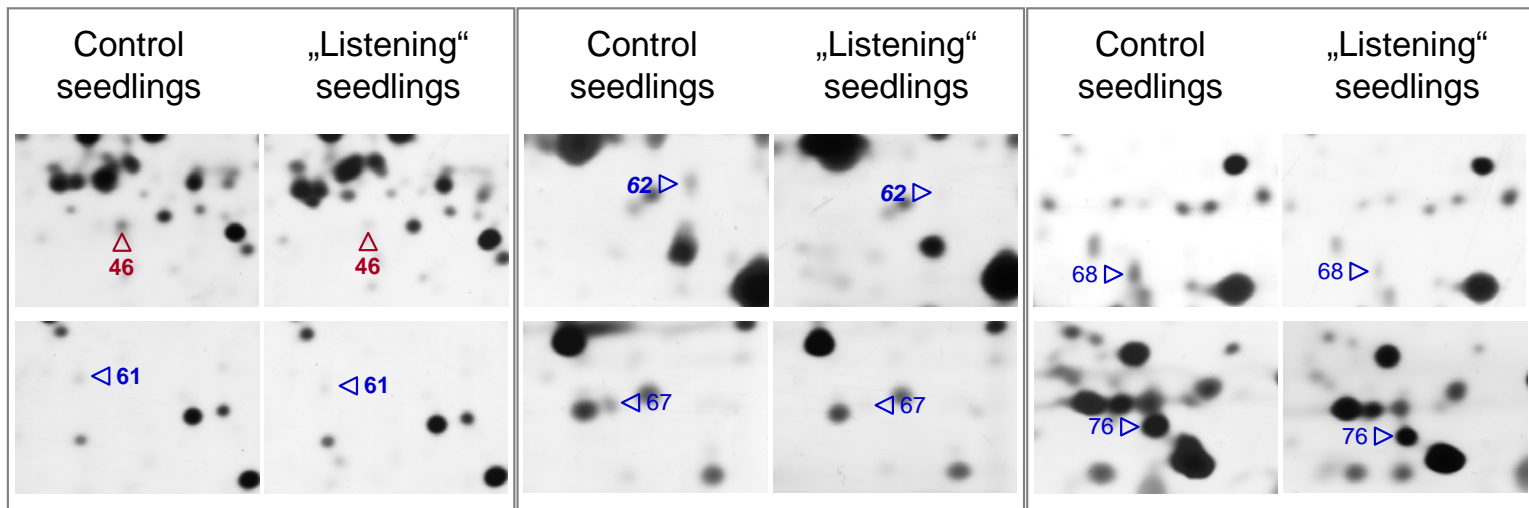 Control
seedlings
„Listening“
seedlings
Control
seedlings
„Listening“
seedlings
Control
seedlings
„Listening“
seedlings
46
46
62
62
68
68
61
61
67
67
76
76